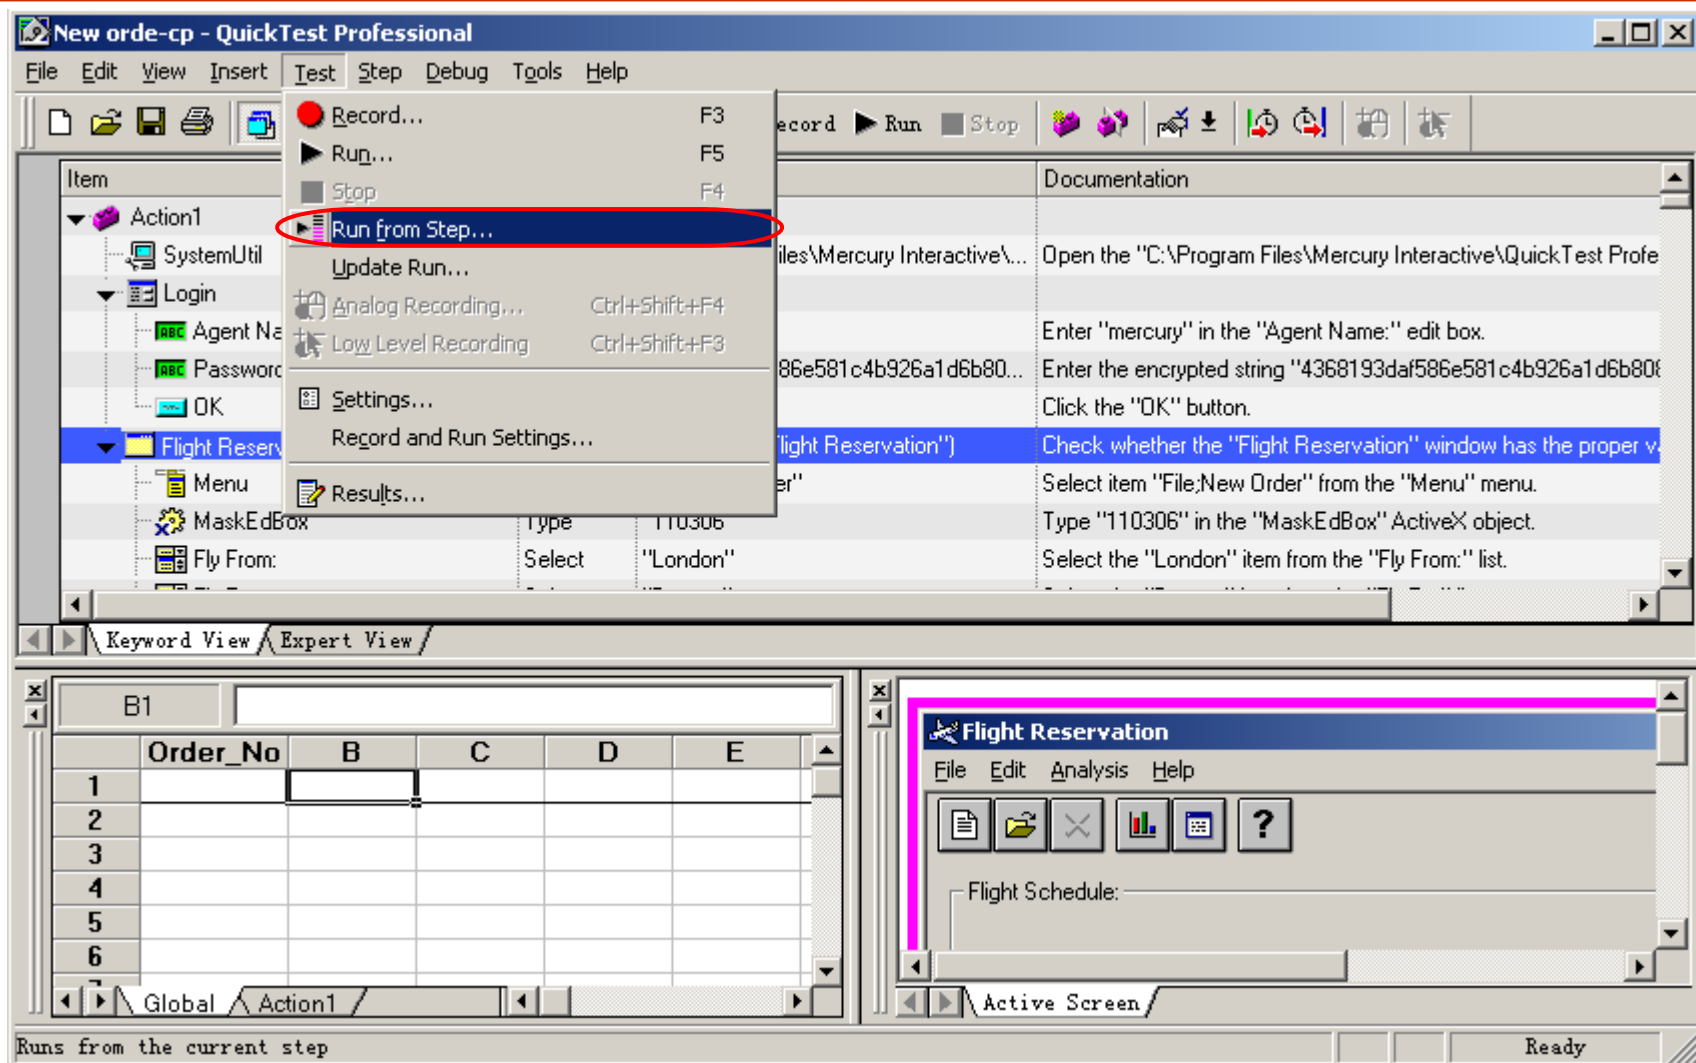 New orde-cp - QuickTest Professional
File Edit View Insert Test Step Debug Tools Help
ecord Run Stop
Record... F3
Run... F5
Stop F4
Run from Step...
Update Run...
Analog Recording... Ctrl+Shift+F4
Low Level Recording Ctrl+Shift+F3
Settings...
Record and Run Settings...
Results...
Item Documentation
Action1
SystemUtil iles\Mercury Interactive\... Open the "C:\Program Files\Mercury Interactive\QuickTest Profe
Login
ABC Agent Na Enter "mercury" in the "Agent Name:" edit box.
ABC Password 86e581c4b926a1d6b80... Enter the encrypted string "4368193daf586e581c4b926a1d6b808
OK Click the "OK" button.
Flight Reserv light Reservation") Check whether the "Flight Reservation" window has the proper va
Menu er" Select item "File;New Order" from the "Menu" menu.
MaskEdBox Type "110306" Type "110306" in the "MaskEdBox" ActiveX object.
Fly From: Select "London" Select the "London" item from the "Fly From:" list.
Keyword View Expert View
B1
Order_No B C D E
1
2
3
4
5
6
Global Action1
Flight Reservation
File Edit Analysis Help
?
Flight Schedule:
Active Screen
Runs from the current step Ready